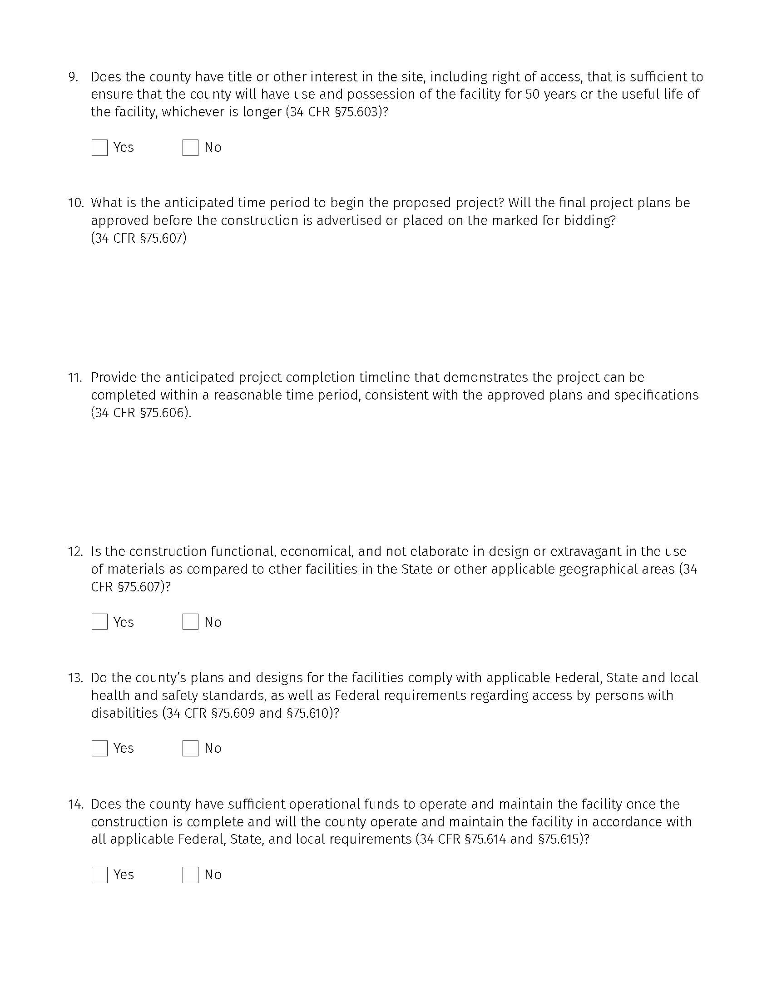 9. Does the county have title or other interest in the site, including right of access, that is sufficient to
ensure that the county will have use and possession of the facility for 50 years or the useful life of
the facility, whichever is longer (34 CFR §75.603)?
Yes No
10. What is the anticipated time period to begin the proposed project? Will the final project plans be
approved before the construction is advertised or placed on the marked for bidding?
(34 CFR §75.607)
11. Provide the anticipated project completion timeline that demonstrates the project can be
completed within a reasonable time period, consistent with the approved plans and specifications
(34 CFR §75.606).
12. Is the construction functional, economical, and not elaborate in design or extravagant in the use
of materials as compared to other facilities in the State or other applicable geographical areas (34
CFR §75.607)?
Yes No
13. Do the county’s plans and designs for the facilities comply with applicable Federal, State and local
health and safety standards, as well as Federal requirements regarding access by persons with
disabilities (34 CFR §75.609 and §75.610)?
Yes No
14. Does the county have sufficient operational funds to operate and maintain the facility once the
construction is complete and will the county operate and maintain the facility in accordance with
all applicable Federal, State, and local requirements (34 CFR §75.614 and §75.615)?
Yes No